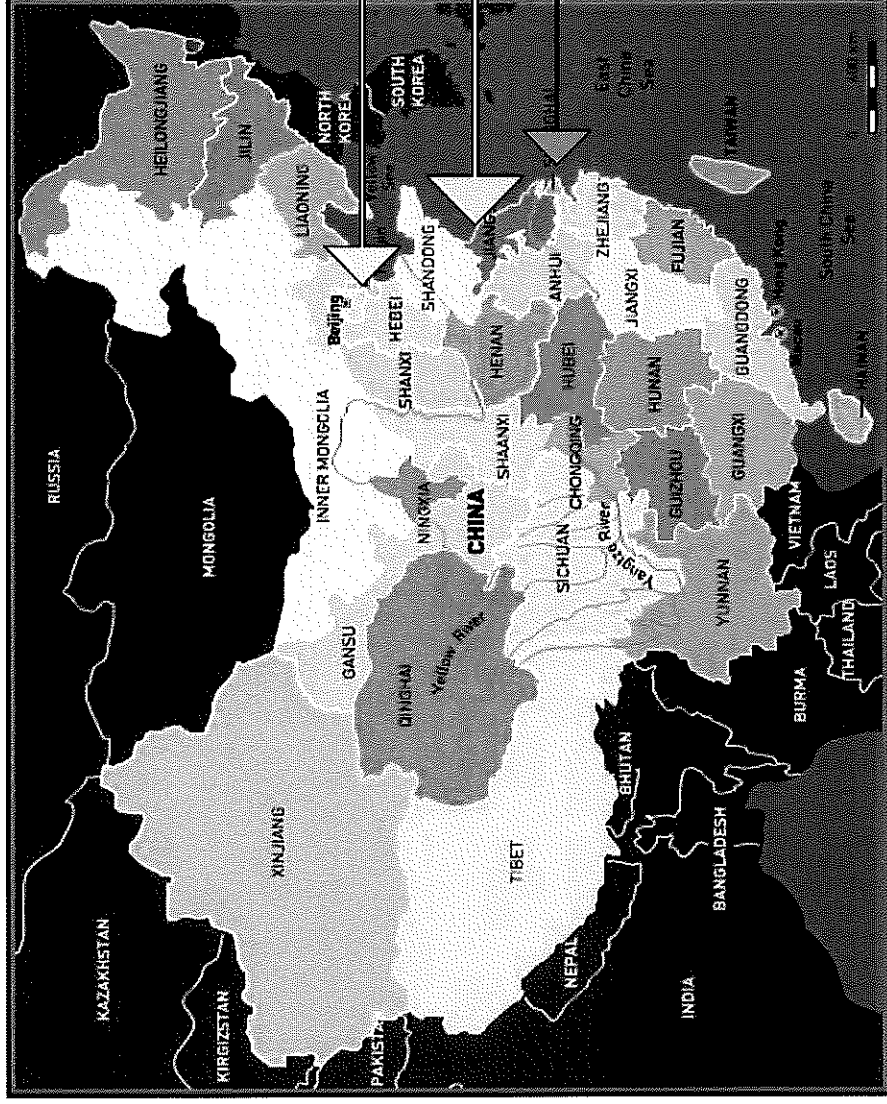 RUSSIA
KAZAKHSTAN
MONGOLIA
HEILONGJIANG
JILIN
KIRGIZSTAN
XINJIANG
INNER MONGOLIA
LIAONING
NORTH
KOREA
SOUTH
KOREA
Beijing
GANSU
HEBEI
SHANXI
SHANDONG
NINGXIA
QINGHAI
Yellow River
CHINA
SHAANXI
HENAN
TIBET
SICHUAN
CHONGQING
HUBEI
ANHUI
East
China
Sea
Yangtze
River
ZHEJIANG
JIANGXI
HUNAN
GUIZHOU
FUJIAN
TAIWAN
NEPAL
BHUTAN
BANGLADESH
INDIA
YUNNAN
GUANGXI
GUANGDONG
Hong Kong
South China
Sea
BURMA
VIETNAM
LAOS
THAILAND
HAINAN